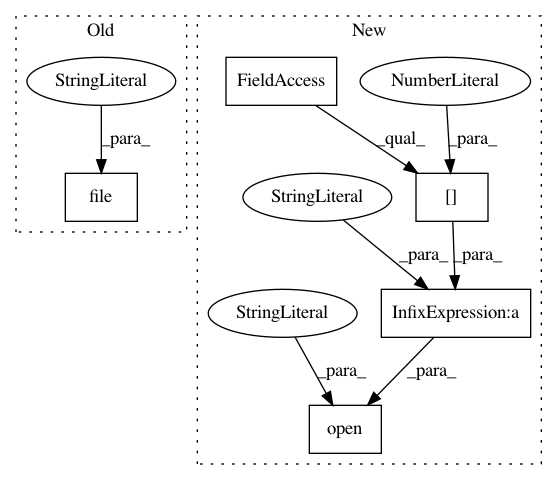 Old
New
StringLiteral
FieldAccess
NumberLiteral
_para_
_qual_
_para_
file
StringLiteral
[]
_para_
_para_
StringLiteral
InfixExpression:a
_para_
_para_
open